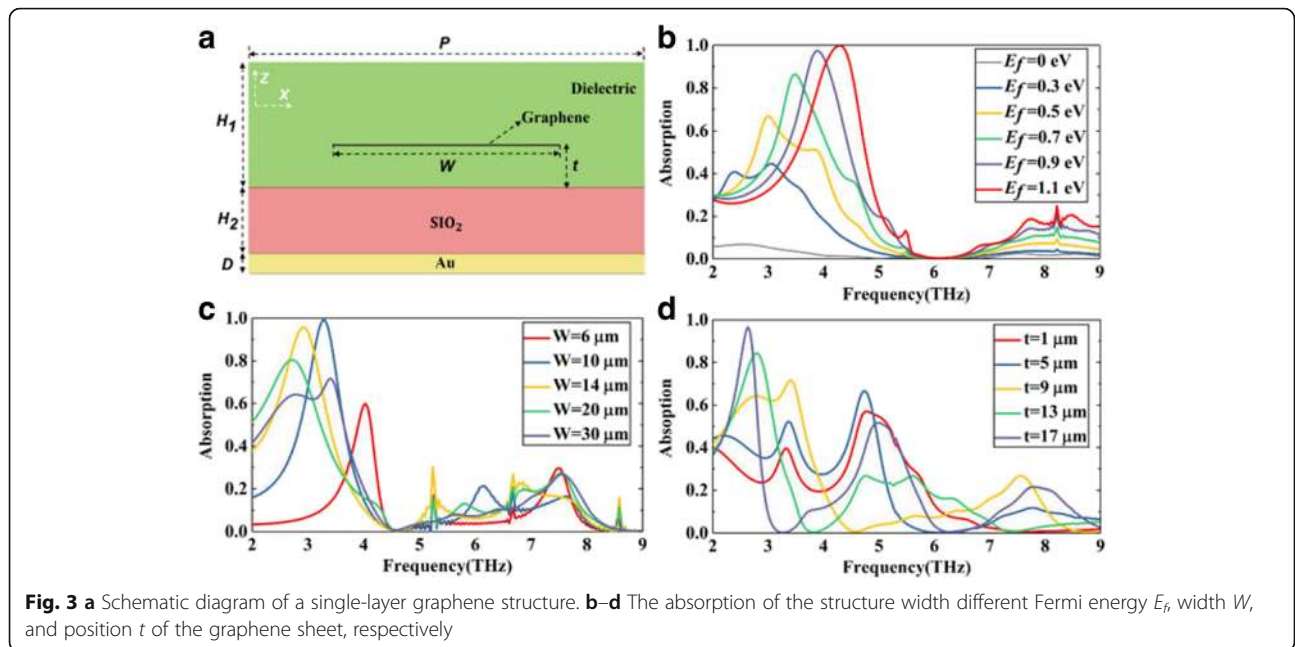 a
P
Z
X
Dielectric
H1
Graphene
W
t
H2
SIO2
D
Au
b
Absorption
1.0
0.8
0.6
0.4
0.2
0.0
Ef=0 eV
Ef=0.3 eV
Ef=0.5 eV
Ef=0.7 eV
Ef=0.9 eV
Ef=1.1 eV
2 3 4 5 6 7 8 9
Frequency(THz)
c
Absorption
1.0
0.8
0.6
0.4
0.2
0.0
W=6 μm
W=10 μm
W=14 μm
W=20 μm
W=30 μm
2 3 4 5 6 7 8 9
Frequency(THz)
d
Absorption
1.0
0.8
0.6
0.4
0.2
0.0
t=1 μm
t=5 μm
t=9 μm
t=13 μm
t=17 μm
2 3 4 5 6 7 8 9
Frequency(THz)
Fig. 3 a Schematic diagram of a single-layer graphene structure. b–d The absorption of the structure width different Fermi energy Ef, width W,
and position t of the graphene sheet, respectively